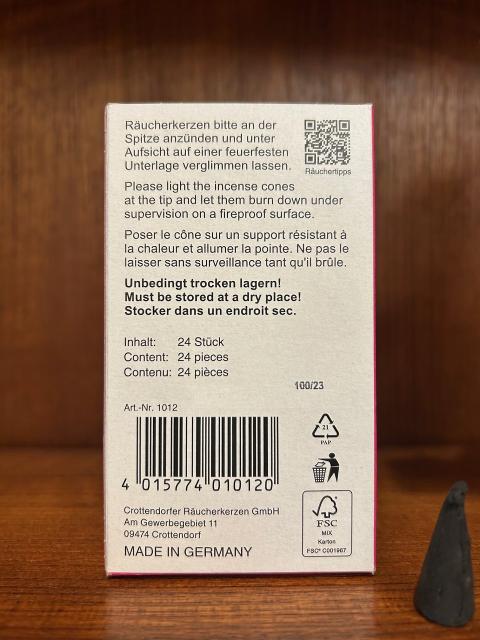 Räucherkerzen bitte an der
Spitze anzünden und unter
Aufsicht auf einer feuerfesten
Unterlage verglimmen lassen.
Räuchertipps
Please light the incense cones
at the tip and let them burn down under
supervision on a fireproof surface.
Poser le cône sur un support résistant à
la chaleur et allumer la pointe. Ne pas le
laisser sans surveillance tant qu'il brûle.
Unbedingt trocken lagern!
Must be stored at a dry place!
Stocker dans un endroit sec.
Inhalt: 24 Stück
Content: 24 pieces
Contenu: 24 pièces
100/23
Art.-Nr. 1012
21
PAP
4 015774 010120
Crottendorfer Räucherkerzen GmbH
Am Gewerbegebiet 11
09474 Crottendorf
MADE IN GERMANY
FSC
MIX
Karton
FSC® C001967